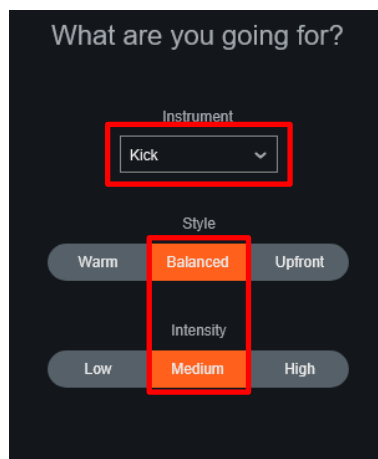 What are you going for?
Instrument
Kick
Style
Warm Balanced Upfront
Intensity
Low Medium High